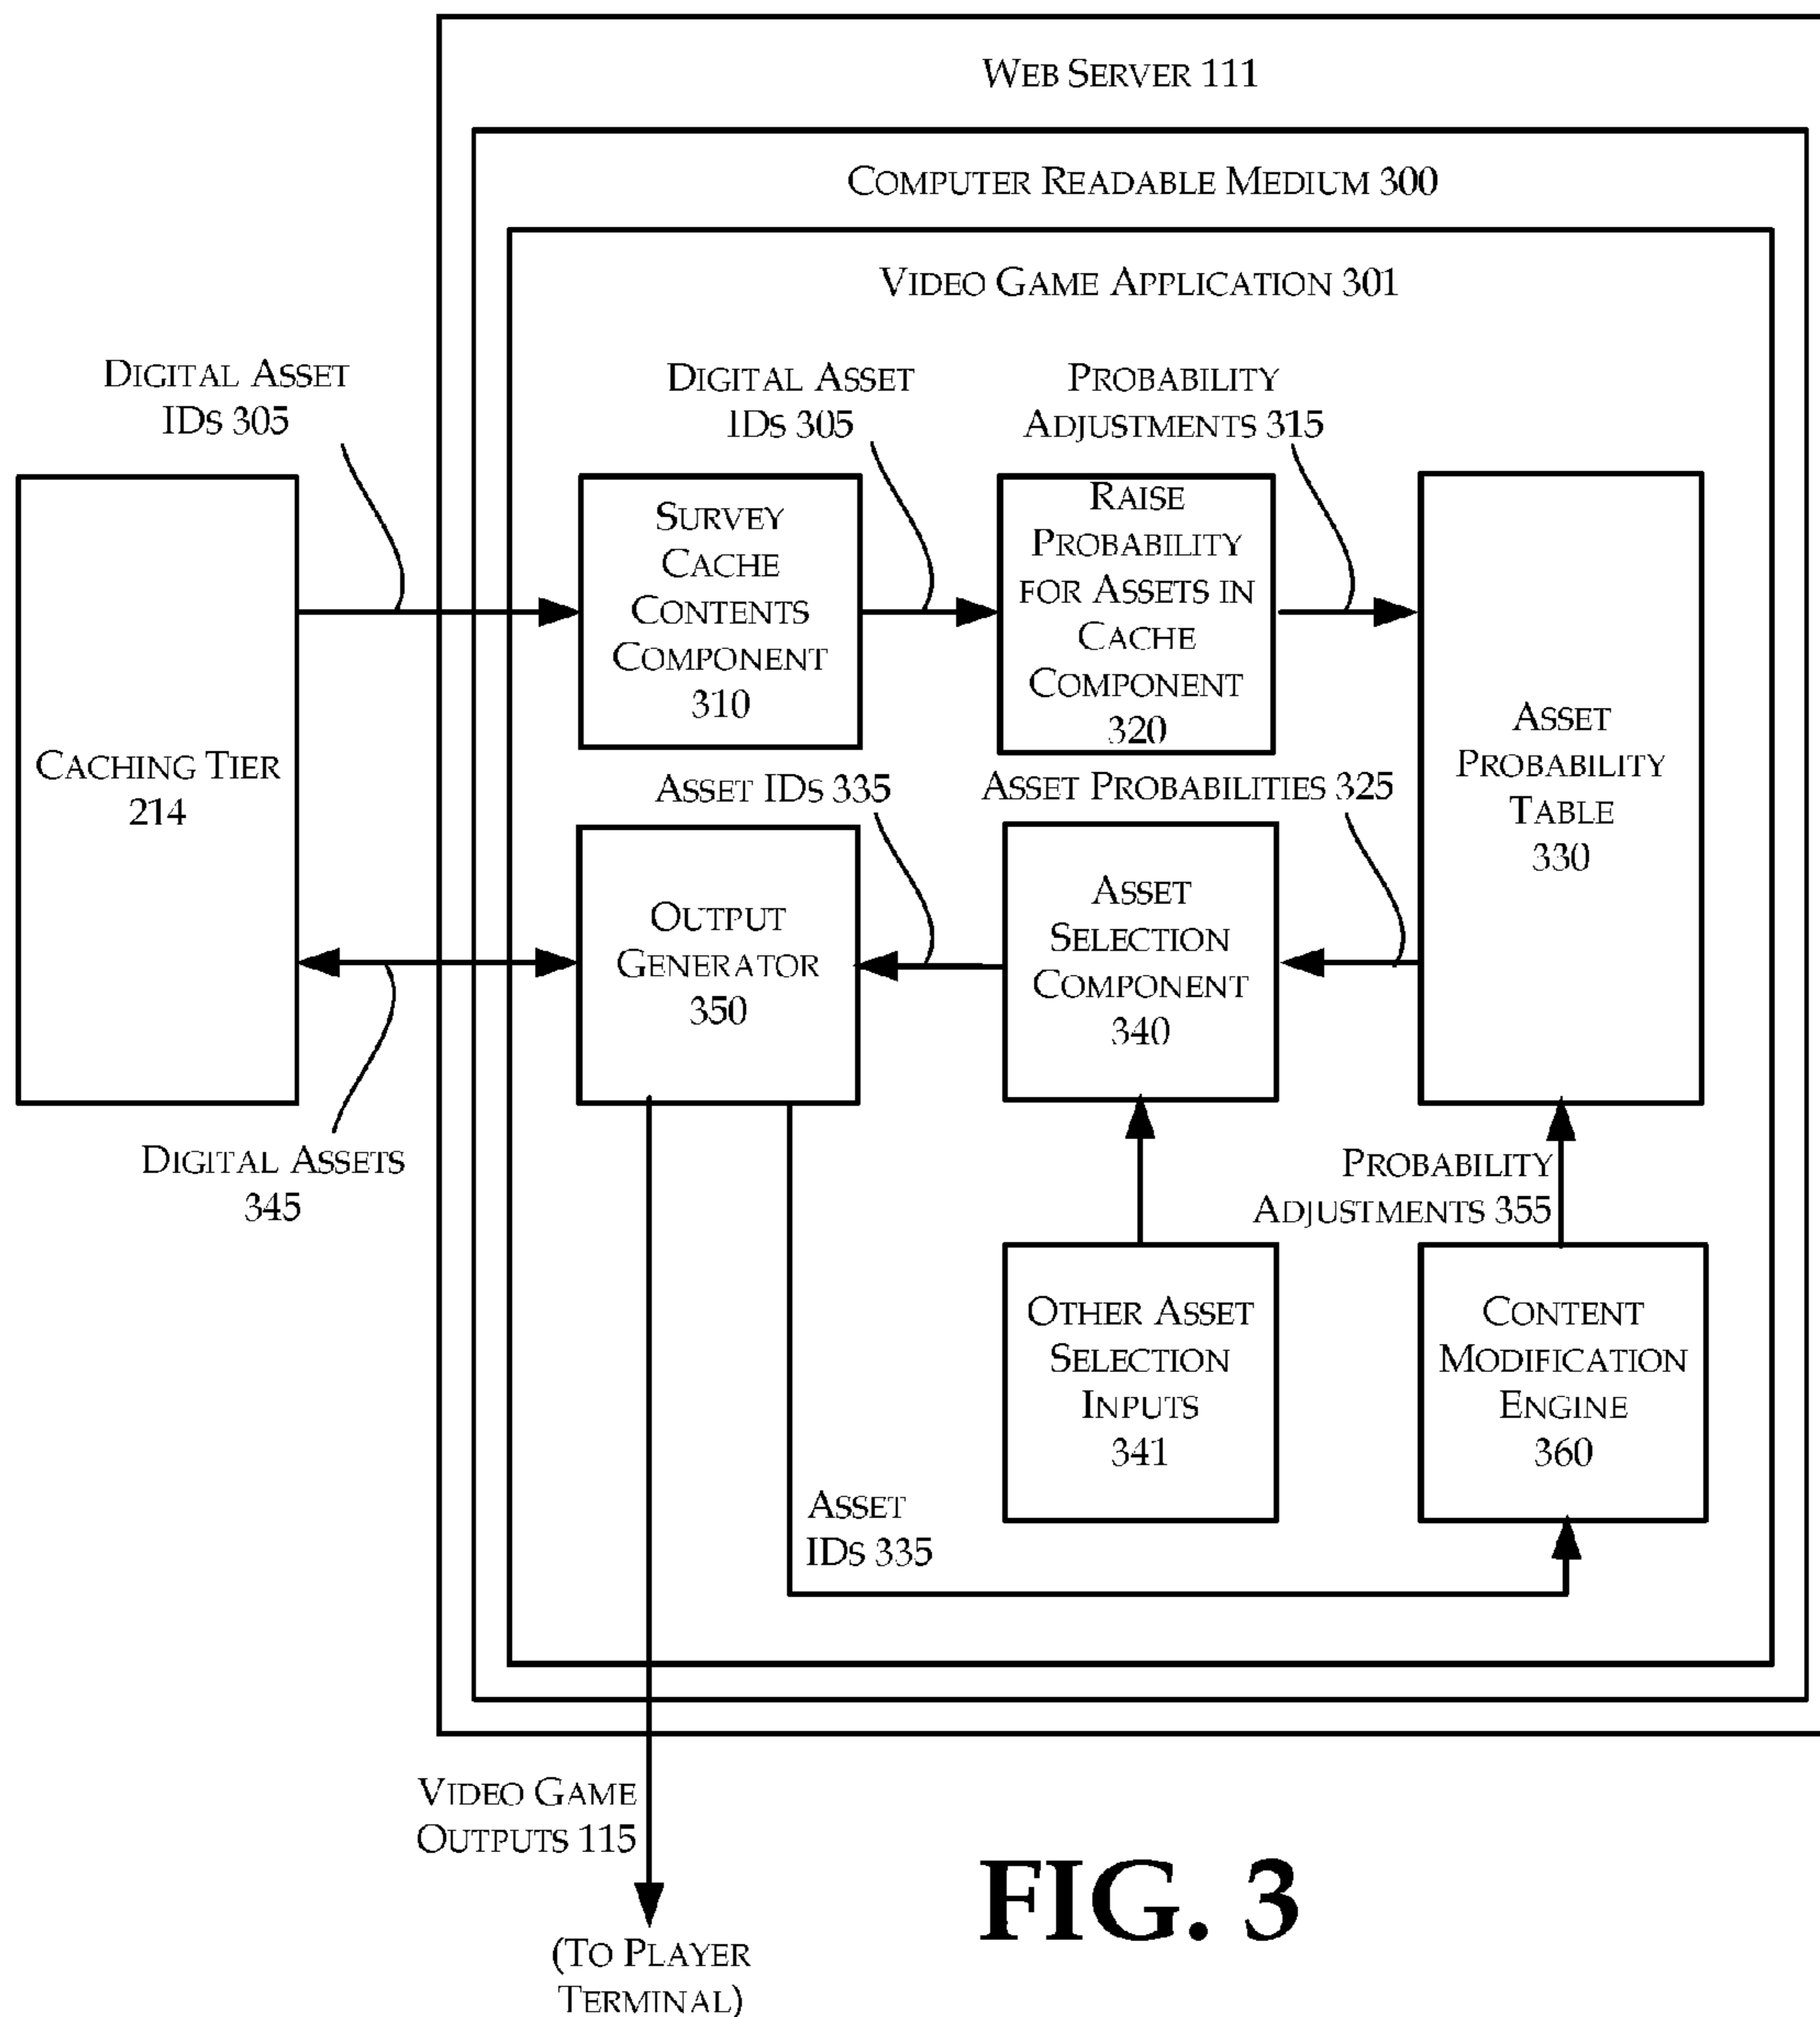 WEB SERVER 111
COMPUTER READABLE MEDIUM 300
VIDEO GAME APPLICATION 301
DIGITAL ASSET
IDS 305
DIGITAL ASSET
IDS 305
PROBABILITY
ADJUSTMENTS 315
CACHING TIER
214
SURVEY
CACHE
CONTENTS
COMPONENT
310
RAISE
PROBABILITY
FOR ASSETS IN
CACHE
COMPONENT
320
ASSET
PROBABILITY
TABLE
330
ASSET IDS 335
ASSET PROBABILITIES 325
OUTPUT
GENERATOR
350
ASSET
SELECTION
COMPONENT
340
DIGITAL ASSETS
345
PROBABILITY
ADJUSTMENTS 355
OTHER ASSET
SELECTION
INPUTS
341
CONTENT
MODIFICATION
ENGINE
360
ASSET
IDS 335
VIDEO GAME
OUTPUTS 115
(TO PLAYER
TERMINAL)
FIG. 3